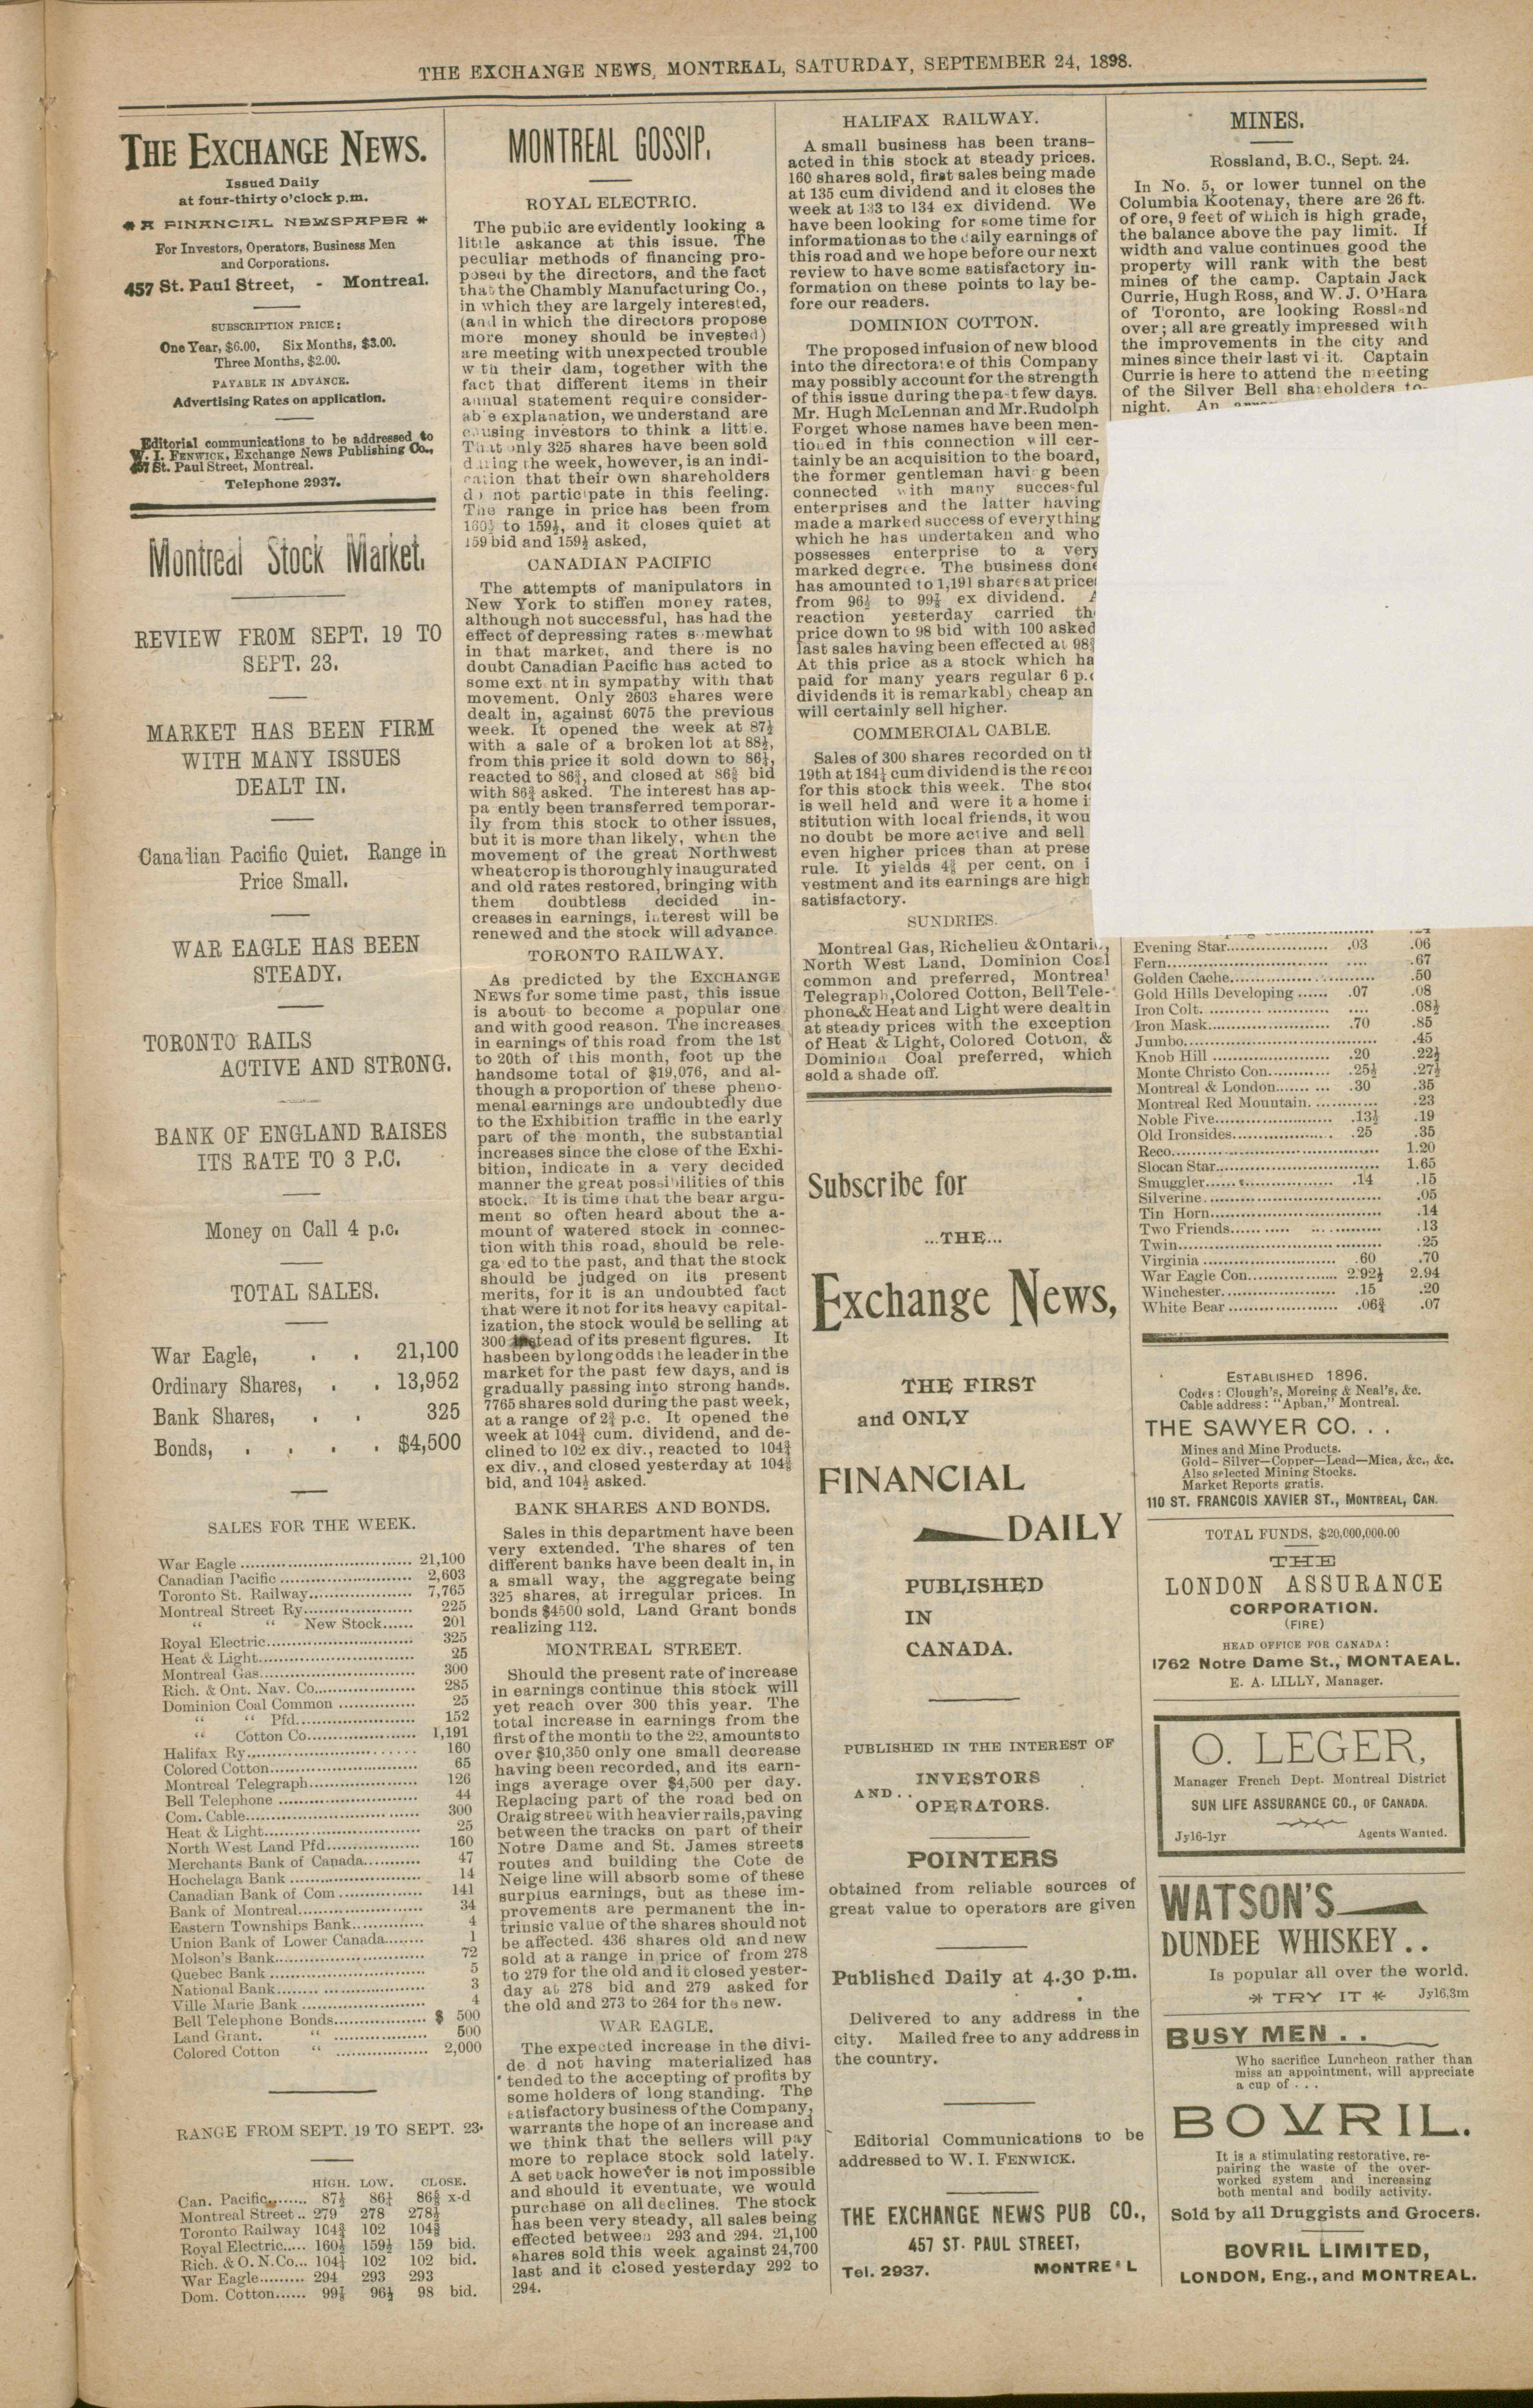 THE EXCHANGE NEWS, MONTREAL, SATURDAY, SEPTEMBER 24, 1898.
THE EXCHANGE NEWS.
Issued Daily
at four-thirty o'clock p.m.
* A FINANCIAL NEWSPAPER *
For Investors, Operators, Business Men
and Corporations.
457 St. Paul Street, - Montreal.
SUBSCRIPTION PRICE:
One Year, $6.00, Six Months, $3.00.
Three Months, $2.00.
PAYABLE IN ADVANCE.
Advertising Rates on application.
Editorial communications to be addressed to
W. I. FENWICK, Exchange News Publishing Co.,
457 St. Paul Street, Montreal.
Telephone 2937.
Montreal Stock Market.
REVIEW FROM SEPT. 19 TO
SEPT. 23.
MARKET HAS BEEN FIRM
WITH MANY ISSUES
DEALT IN.
Canadian Pacific Quiet. Range in
Price Small.
WAR EAGLE HAS BEEN
STEADY.
TORONTO RAILS
ACTIVE AND STRONG.
BANK OF ENGLAND RAISES
ITS RATE TO 3 P.C.
Money on Call 4 p.c.
TOTAL SALES.
War Eagle, . . 21,100
Ordinary Shares, . . 13,952
Bank Shares, . . 325
Bonds, . . . . $4,500
SALES FOR THE WEEK.
War Eagle ................ 21,100
Canadian Pacific ................ 2,603
Toronto St. Railway................ 7,765
Montreal Street Ry................ 225
" " New Stock...... 201
Royal Electric................ 325
Heat & Light................ 25
Montreal Gas................ 300
Rich. & Ont. Nav. Co................ 285
Dominion Coal Common ............... 25
" " Pfd................ 152
" Cotton Co................ 1,191
Halifax Ry................ 160
Colored Cotton................ 65
Montreal Telegraph................ 126
Bell Telephone ................ 44
Com. Cable................ 300
Heat & Light................ 25
North West Land Pfd................ 160
Merchants Bank of Canada........... 47
Hochelaga Bank ................ 14
Canadian Bank of Com ............... 141
Bank of Montreal................ 34
Eastern Townships Bank............. 4
Union Bank of Lower Canada........ 1
Molson's Bank................ 72
Quebec Bank ................ 5
National Bank................ 3
Ville Marie Bank ................ 4
Bell Telephone Bonds................ $ 500
Land Grant. " ................ 500
Colored Cotton " ................ 2,000
RANGE FROM SEPT. 19 TO SEPT. 23.
HIGH. LOW. CLOSE.
Can. Pacific....... 87½ 86¼ 86⅝ x-d
Montreal Street .. 279 278 278½
Toronto Railway 104¾ 102 104⅜
Royal Electric..... 160½ 159½ 159 bid.
Rich. & O. N. Co... 104¼ 102 102 bid.
War Eagle......... 294 293 293
Dom. Cotton...... 99⅞ 96½ 98 bid.
MONTREAL GOSSIP.
ROYAL ELECTRIC.
The public are evidently looking a
little askance at this issue. The
peculiar methods of financing pro-
posed by the directors, and the fact
that the Chambly Manufacturing Co.,
in which they are largely interested,
(and in which the directors propose
more money should be invested)
are meeting with unexpected trouble
w th their dam, together with the
fact that different items in their
annual statement require consider-
able explanation, we understand are
causing investors to think a little.
That only 325 shares have been sold
during the week, however, is an indi-
cation that their own shareholders
do not participate in this feeling.
The range in price has been from
160½ to 159½, and it closes quiet at
159 bid and 159½ asked,
CANADIAN PACIFIC
The attempts of manipulators in
New York to stiffen money rates,
although not successful, has had the
effect of depressing rates somewhat
in that market, and there is no
doubt Canadian Pacific has acted to
some extent in sympathy with that
movement. Only 2603 shares were
dealt in, against 6075 the previous
week. It opened the week at 87½
with a sale of a broken lot at 88½,
from this price it sold down to 86¼,
reacted to 86¾, and closed at 86⅝ bid
with 86¾ asked. The interest has ap-
pa ently been transferred temporar-
ily from this stock to other issues,
but it is more than likely, when the
movement of the great Northwest
wheat crop is thoroughly inaugurated
and old rates restored, bringing with
them doubtless decided in-
creases in earnings, interest will be
renewed and the stock will advance.
TORONTO RAILWAY.
As predicted by the EXCHANGE
NEWS for some time past, this issue
is about to become a popular one
and with good reason. The increases
in earnings of this road from the 1st
to 20th of this month, foot up the
handsome total of $19,076, and al-
though a proportion of these pheno-
menal earnings are undoubtedly due
to the Exhibition traffic in the early
part of the month, the substantial
increases since the close of the Exhi-
bition, indicate in a very decided
manner the great possibilities of this
stock. It is time that the bear argu-
ment so often heard about the a-
mount of watered stock in connec-
tion with this road, should be rele-
ga ed to the past, and that the stock
should be judged on its present
merits, for it is an undoubted fact
that were it not for its heavy capital-
ization, the stock would be selling at
300 instead of its present figures. It
has been by long odds the leader in the
market for the past few days, and is
gradually passing into strong hands.
7765 shares sold during the past week,
at a range of 2¾ p.c. It opened the
week at 104¾ cum. dividend, and de-
clined to 102 ex div., reacted to 104¾
ex div., and closed yesterday at 104⅜
bid, and 104½ asked.
BANK SHARES AND BONDS.
Sales in this department have been
very extended. The shares of ten
different banks have been dealt in, in
a small way, the aggregate being
325 shares, at irregular prices. In
bonds $4500 sold, Land Grant bonds
realizing 112.
MONTREAL STREET.
Should the present rate of increase
in earnings continue this stock will
yet reach over 300 this year. The
total increase in earnings from the
first of the month to the 22, amounts to
over $10,350 only one small decrease
having been recorded, and its earn-
ings average over $4,500 per day.
Replacing part of the road bed on
Craig street with heavier rails, paving
between the tracks on part of their
Notre Dame and St. James streets
routes and building the Cote de
Neige line will absorb some of these
surplus earnings, but as these im-
provements are permanent the in-
trinsic value of the shares should not
be affected. 436 shares old and new
sold at a range in price of from 278
to 279 for the old and it closed yester-
day at 278 bid and 279 asked for
the old and 273 to 264 for the new.
WAR EAGLE.
The expected increase in the divi-
de d not having materialized has
tended to the accepting of profits by
some holders of long standing. The
satisfactory business of the Company,
warrants the hope of an increase and
we think that the sellers will pay
more to replace stock sold lately.
A set back however is not impossible
and should it eventuate, we would
purchase on all declines. The stock
has been very steady, all sales being
effected between 293 and 294. 21,100
shares sold this week against 24,700
last and it closed yesterday 292 to
294.
HALIFAX RAILWAY.
A small business has been trans-
acted in this stock at steady prices.
160 shares sold, first sales being made
at 135 cum dividend and it closes the
week at 133 to 134 ex dividend. We
have been looking for some time for
information as to the daily earnings of
this road and we hope before our next
review to have some satisfactory in-
formation on these points to lay be-
fore our readers.
DOMINION COTTON.
The proposed infusion of new blood
into the directorate of this Company
may possibly account for the strength
of this issue during the pa-t few days.
Mr. Hugh McLennan and Mr. Rudolph
Forget whose names have been men-
tioned in this connection will cer-
tainly be an acquisition to the board,
the former gentleman havi g been
connected with many successful
enterprises and the latter having
made a marked success of everything
which he has undertaken and who
possesses enterprise to a very
marked degree. The business done
has amounted to 1,191 shares at price
from 96½ to 99⅞ ex dividend.
reaction yesterday carried th
price down to 98 bid with 100 asked
last sales having been effected at 98
At this price as a stock which ha
paid for many years regular 6 p.
dividends it is remarkably cheap an
will certainly sell higher.
COMMERCIAL CABLE.
Sales of 300 shares recorded on th
19th at 184½ cum dividend is the recor
for this stock this week. The stoc
is well held and were it a home i
stitution with local friends, it wou
no doubt be more active and sell
even higher prices than at prese
rule. It yields 4⅜ per cent. on i
vestment and its earnings are high
satisfactory.
SUNDRIES.
Montreal Gas, Richelieu & Ontario,
North West Land, Dominion Coal
common and preferred, Montreal
Telegraph, Colored Cotton, Bell Tele-
phone & Heat and Light were dealt in
at steady prices with the exception
of Heat & Light, Colored Cotton, &
Dominion Coal preferred, which
sold a shade off.
Subscribe for
...THE...
Exchange News,
THE FIRST
and ONLY
FINANCIAL
DAILY
PUBLISHED
IN
CANADA.
PUBLISHED IN THE INTEREST OF
INVESTORS
AND..
OPERATORS.
POINTERS
obtained from reliable sources of
great value to operators are given
Published Daily at 4.30 p.m.
Delivered to any address in the
city. Mailed free to any address in
the country.
Editorial Communications to be
addressed to W. I. FENWICK.
THE EXCHANGE NEWS PUB CO.,
457 ST. PAUL STREET,
Tel. 2937. MONTRE L
MINES.
Rossland, B.C., Sept. 24.
In No. 5, or lower tunnel on the
Columbia Kootenay, there are 26 ft.
of ore, 9 feet of which is high grade,
the balance above the pay limit. If
width and value continues good the
property will rank with the best
mines of the camp. Captain Jack
Currie, Hugh Ross, and W. J. O'Hara
of Toronto, are looking Rossland
over; all are greatly impressed with
the improvements in the city and
mines since their last vi it. Captain
Currie is here to attend the meeting
of the Silver Bell shareholders to-
night. An
Evening Star................ .03 .06
Fern................ .... .67
Golden Cache................ .50
Gold Hills Developing ...... .07 .08
Iron Colt................ .... .08½
Iron Mask................ .70 .85
Jumbo................ .45
Knob Hill ................ .20 .22½
Monte Christo Con............ .25½ .27½
Montreal & London....... ... .30 .35
Montreal Red Mountain. ............ .23
Noble Five................ .13½ .19
Old Ironsides................ .25 .35
Reco................ 1.20
Slocan Star................ 1.65
Smuggler................ .14 .15
Silverine................ .05
Tin Horn................ .14
Two Friends................ .13
Twin................ .25
Virginia ................ .60 .70
War Eagle Con................ 2.92½ 2.94
Winchester................ .15 .20
White Bear ................ .06¾ .07
ESTABLISHED 1896.
Codes: Clough's, Moreing & Neal's, &c.
Cable address: "Apban," Montreal.
THE SAWYER CO. . .
Mines and Mine Products.
Gold-Silver—Copper—Lead—Mica, &c., &c.
Also selected Mining Stocks.
Market Reports gratis.
110 ST. FRANCOIS XAVIER ST., MONTREAL, CAN.
TOTAL FUNDS, $20,000,000.00
THE
LONDON ASSURANCE
CORPORATION.
(FIRE)
HEAD OFFICE FOR CANADA:
1762 Notre Dame St., MONTAEAL.
E. A. LILLY, Manager.
O. LEGER,
Manager French Dept. Montreal District
SUN LIFE ASSURANCE CO., OF CANADA.
Jy16-1yr Agents Wanted.
WATSON'S
DUNDEE WHISKEY..
Is popular all over the world.
* TRY IT * Jy16,3m
BUSY MEN . .
Who sacrifice Luncheon rather than
miss an appointment, will appreciate
a cup of . . .
BOVRIL.
It is a stimulating restorative, re-
pairing the waste of the over-
worked system and increasing
both mental and bodily activity.
Sold by all Druggists and Grocers.
BOVRIL LIMITED,
LONDON, Eng., and MONTREAL.